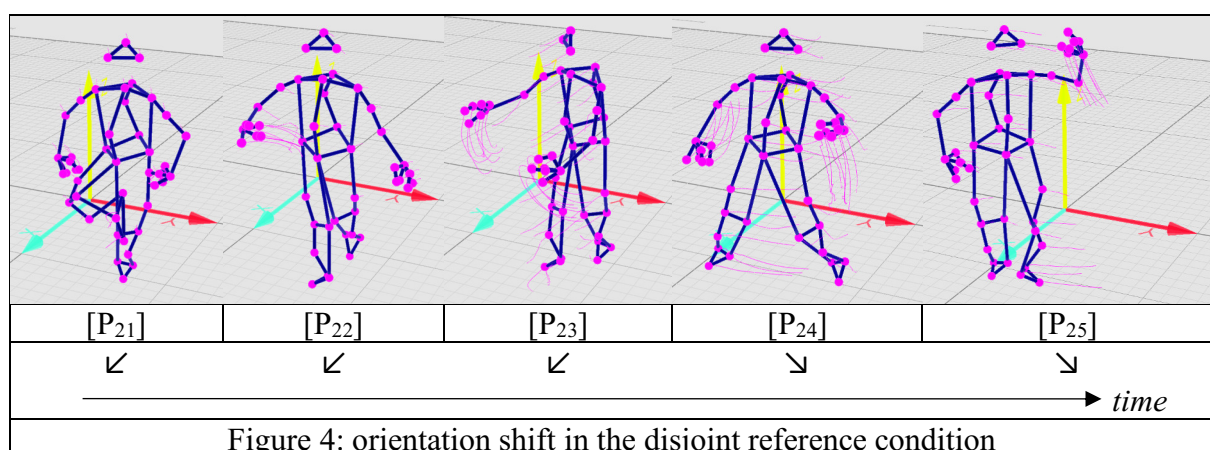 [P₂₁] [P₂₂] [P₂₃] [P₂₄] [P₂₅]
↙ ↙ ↙ ↘ ↘
time
Figure 4: orientation shift in the disjoint reference condition